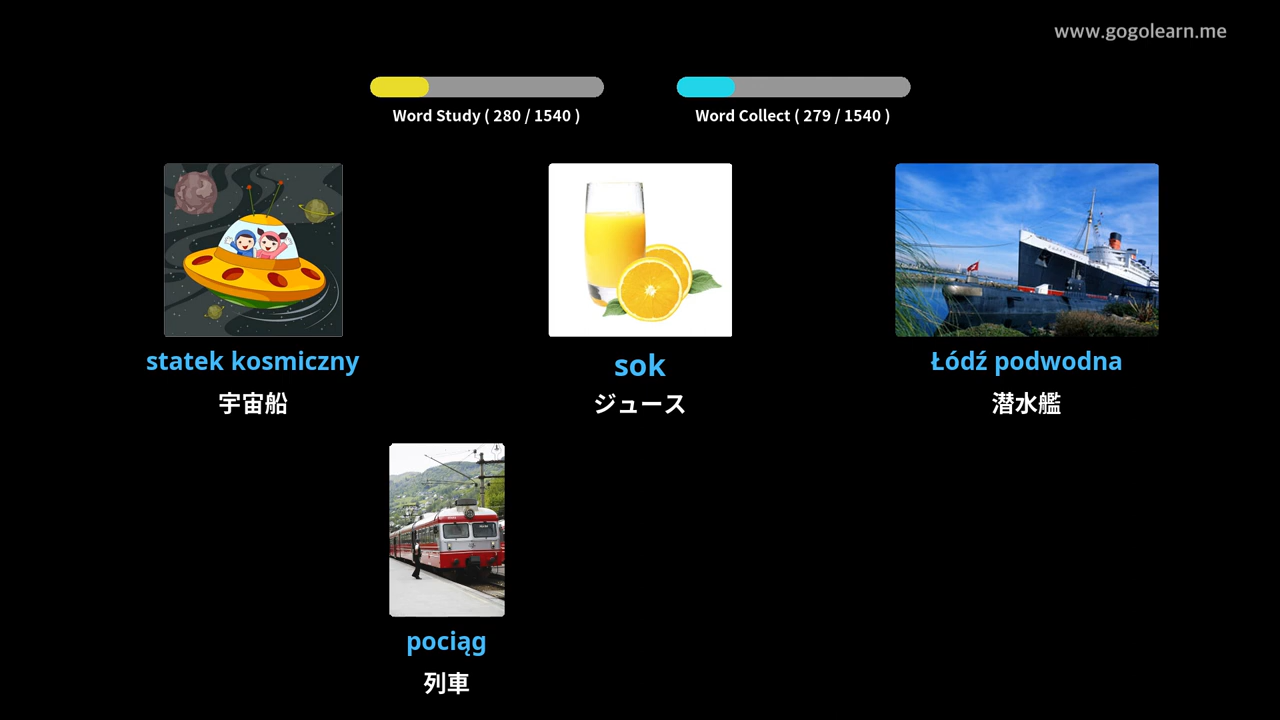 www.gogolearn.me
Word Study ( 280 / 1540 )
Word Collect ( 279 / 1540 )
statek kosmiczny
宇宙船
sok
ジュース
Łódź podwodna
潜水艦
pociąg
列車